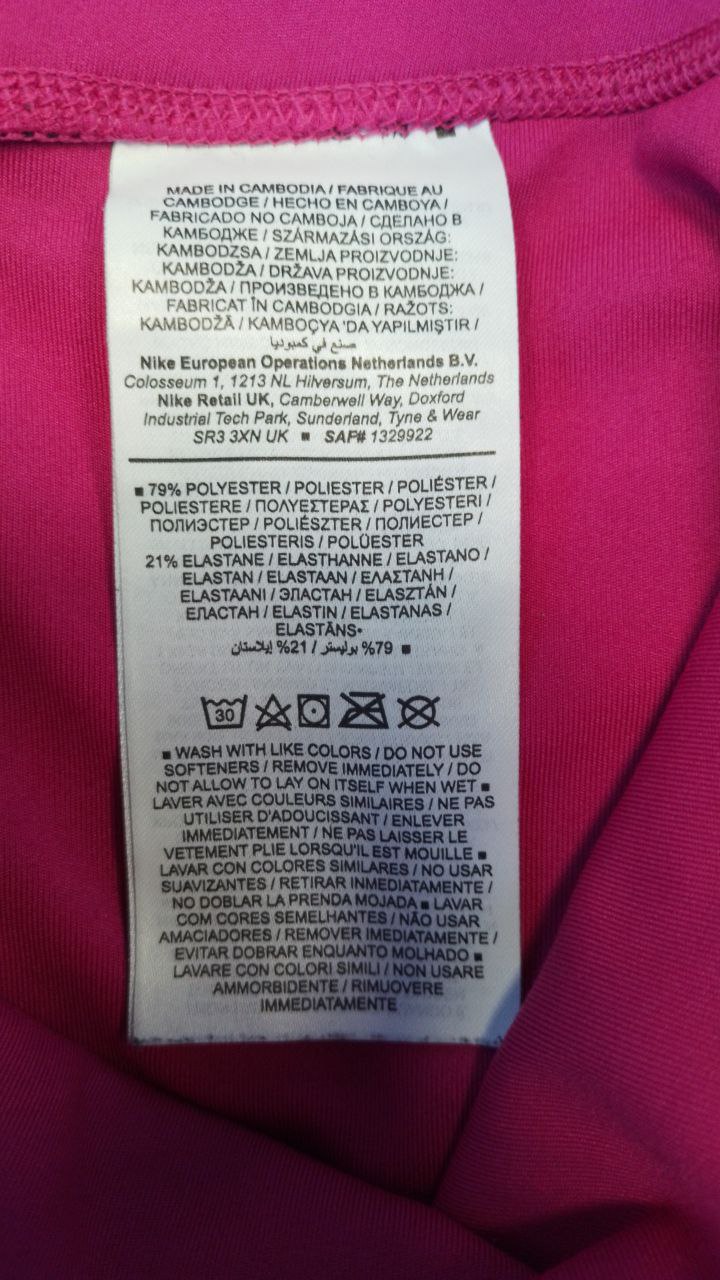 MADE IN CAMBODIA / FABRIQUE AU
CAMBODGE / HECHO EN CAMBOYA /
FABRICADO NO CAMBOJA / СДЕЛАНО В
КАМБОДЖЕ / SZÁRMAZÁSI ORSZÁG:
KAMBODZSA / ZEMLJA PROIZVODNJE:
KAMBODŽA / DRŽAVA PROIZVODNJE:
KAMBODŽA / ПРОИЗВЕДЕНО В КАМБОДЖА /
FABRICAT ÎN CAMBODGIA / RAŽOTS:
KAMBODŽĀ / KAMBOÇYA 'DA YAPILMIŞTIR /
صنع في كمبوديا
Nike European Operations Netherlands B.V.
Colosseum 1, 1213 NL Hilversum, The Netherlands
Nike Retail UK, Camberwell Way, Doxford
Industrial Tech Park, Sunderland, Tyne & Wear
SR3 3XN UK ■ SAF# 1329922
■ 79% POLYESTER / POLIESTER / POLIÉSTER /
POLIESTERE / ΠΟΛΥΕΣΤΕΡΑΣ / POLYESTERI /
ПОЛИЭСТЕР / POLIÉSZTER / ПОЛИЕСТЕР /
POLIESTERIS / POLÜESTER
21% ELASTANE / ELASTHANNE / ELASTANO /
ELASTAN / ELASTAAN / ΕΛΑΣΤΑΝΗ /
ELASTAANI / ЭЛАСТАН / ELASZTÁN /
ЕЛАСТАН / ELASTIN / ELASTANAS /
ELASTĀNS•
■ 79% بوليستر / 21% إيلاستان
30
■ WASH WITH LIKE COLORS / DO NOT USE
SOFTENERS / REMOVE IMMEDIATELY / DO
NOT ALLOW TO LAY ON ITSELF WHEN WET ■
LAVER AVEC COULEURS SIMILAIRES / NE PAS
UTILISER D'ADOUCISSANT / ENLEVER
IMMEDIATEMENT / NE PAS LAISSER LE
VETEMENT PLIE LORSQU'IL EST MOUILLE ■
LAVAR CON COLORES SIMILARES / NO USAR
SUAVIZANTES / RETIRAR INMEDIATAMENTE /
NO DOBLAR LA PRENDA MOJADA ■ LAVAR
COM CORES SEMELHANTES / NÃO USAR
AMACIADORES / REMOVER IMEDIATAMENTE /
EVITAR DOBRAR ENQUANTO MOLHADO ■
LAVARE CON COLORI SIMILI / NON USARE
AMMORBIDENTE / RIMUOVERE
IMMEDIATAMENTE